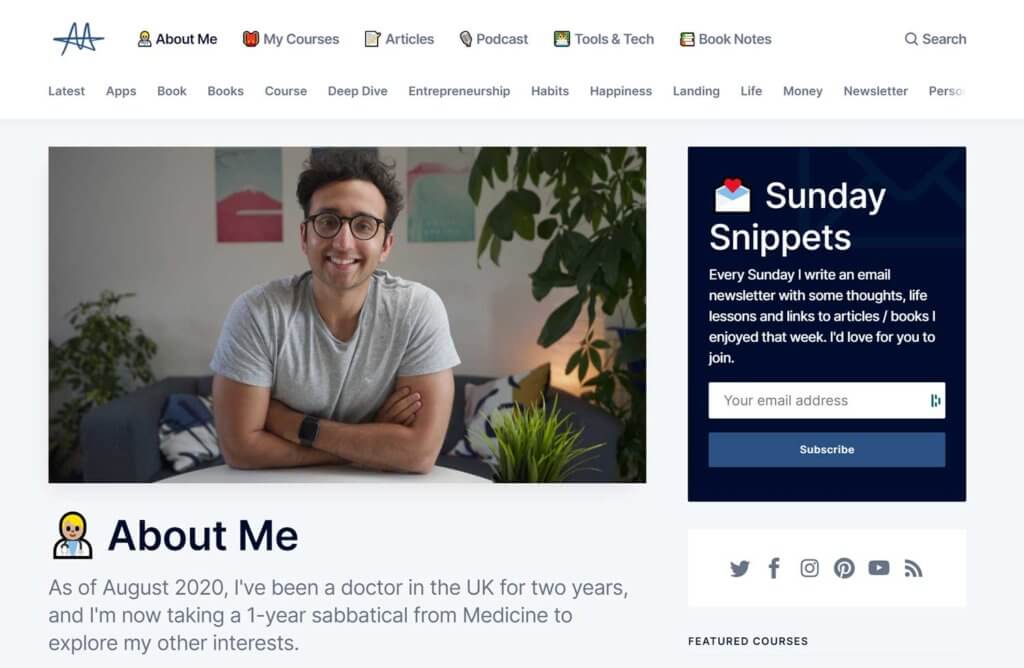 About Me My Courses Articles Podcast Tools & Tech Book Notes Search
Latest Apps Book Books Course Deep Dive Entrepreneurship Habits Happiness Landing Life Money Newsletter Perso
Sunday
Snippets
Every Sunday I write an email
newsletter with some thoughts, life
lessons and links to articles / books I
enjoyed that week. I'd love for you to
join.
Your email address
Subscribe
About Me
As of August 2020, I've been a doctor in the UK for two years,
and I'm now taking a 1-year sabbatical from Medicine to
explore my other interests.
FEATURED COURSES